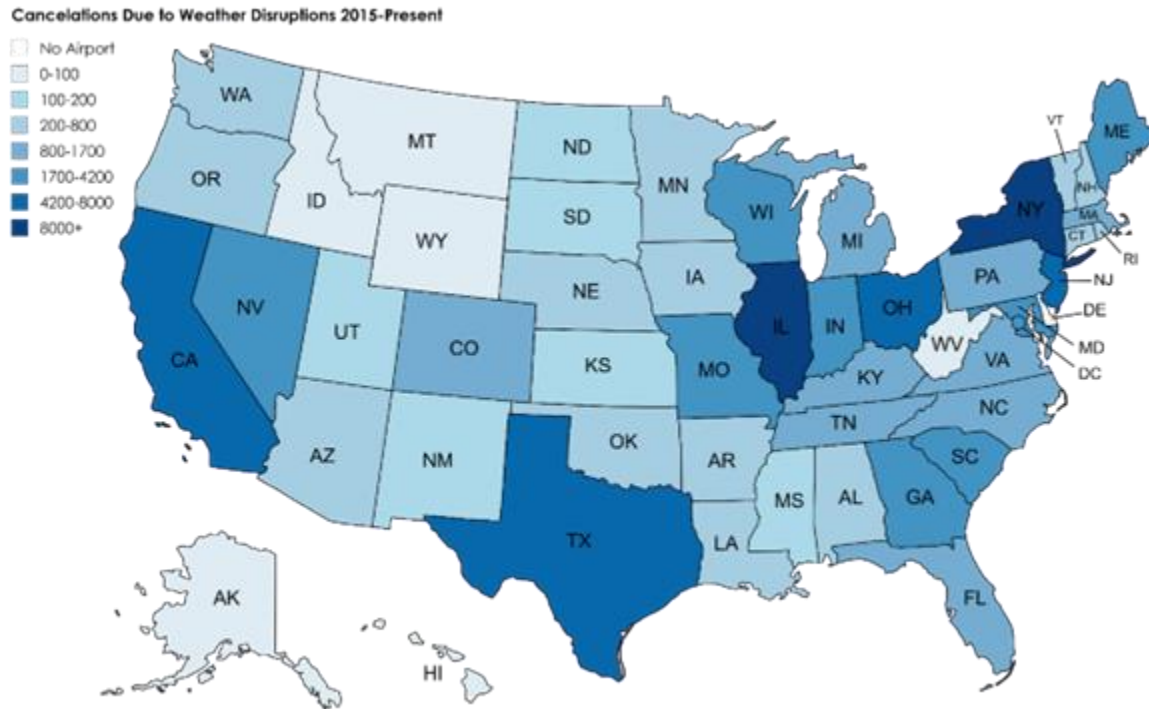 Cancelations Due to Weather Disruptions 2015-Present
No Airport
0-100
100-200
200-800
800-1700
1700-4200
4200-8000
8000+
WA
OR
CA
NV
ID
MT
WY
UT
CO
AZ
NM
ND
SD
NE
KS
OK
TX
MN
IA
MO
AR
LA
WI
IL
MI
IN
OH
KY
TN
MS
AL
GA
FL
SC
NC
VA
WV
PA
NY
VT
NH
ME
MA
CT
RI
NJ
DE
MD
DC
AK
HI